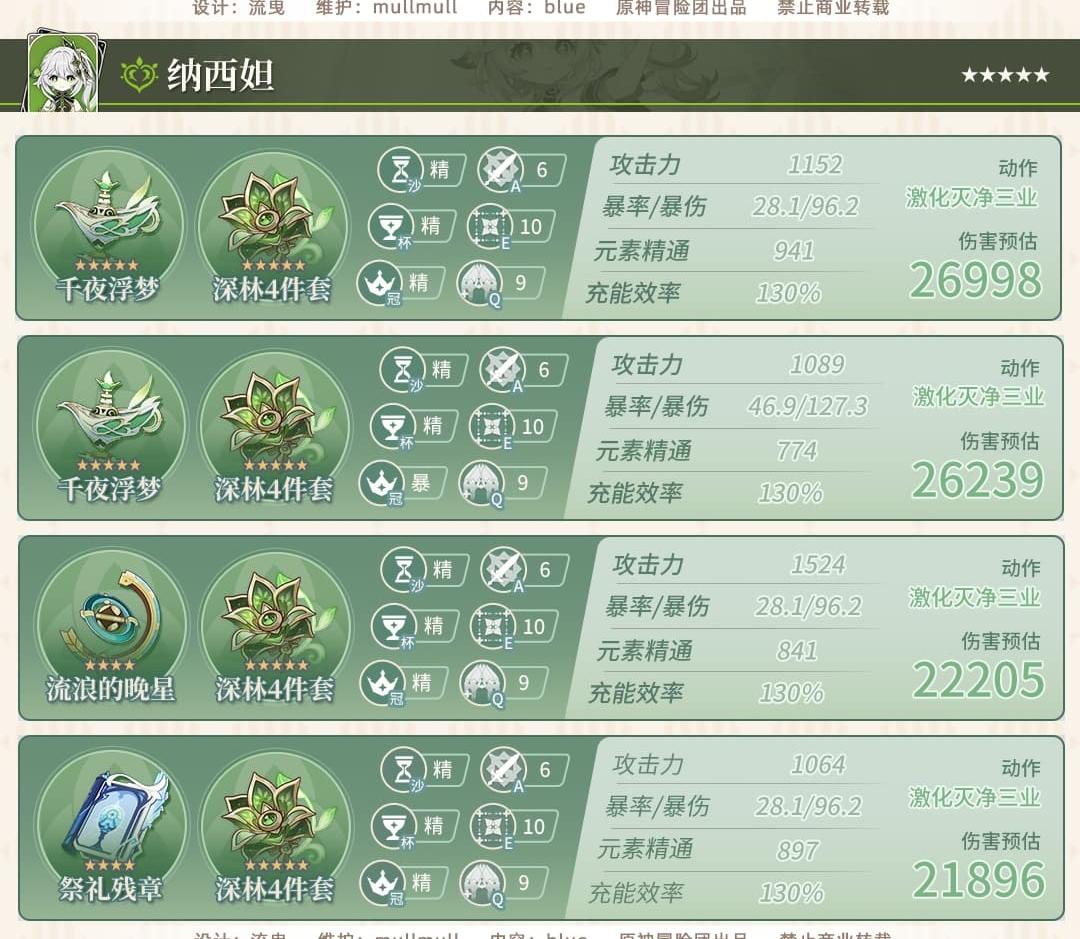 设计：流曳 维护：mullmull 内容：blue 原神冒险团出品 禁止商业转载
纳西妲
千夜浮梦
深林4件套
沙 精 A 6
杯 精 E 10
冠 精 Q 9
攻击力 1152
暴率/暴伤 28.1/96.2
元素精通 941
充能效率 130%
动作
激化灭净三业
伤害预估
26998
千夜浮梦
深林4件套
沙 精 A 6
杯 精 E 10
冠 暴 Q 9
攻击力 1089
暴率/暴伤 46.9/127.3
元素精通 774
充能效率 130%
动作
激化灭净三业
伤害预估
26239
流浪的晚星
深林4件套
沙 精 A 6
杯 精 E 10
冠 精 Q 9
攻击力 1524
暴率/暴伤 28.1/96.2
元素精通 841
充能效率 130%
动作
激化灭净三业
伤害预估
22205
祭礼残章
深林4件套
沙 精 A 6
杯 精 E 10
冠 精 Q 9
攻击力 1064
暴率/暴伤 28.1/96.2
元素精通 897
充能效率 130%
动作
激化灭净三业
伤害预估
21896
设计：流曳 维护：mullmull 内容：blue 原神冒险团出品 禁止商业转载